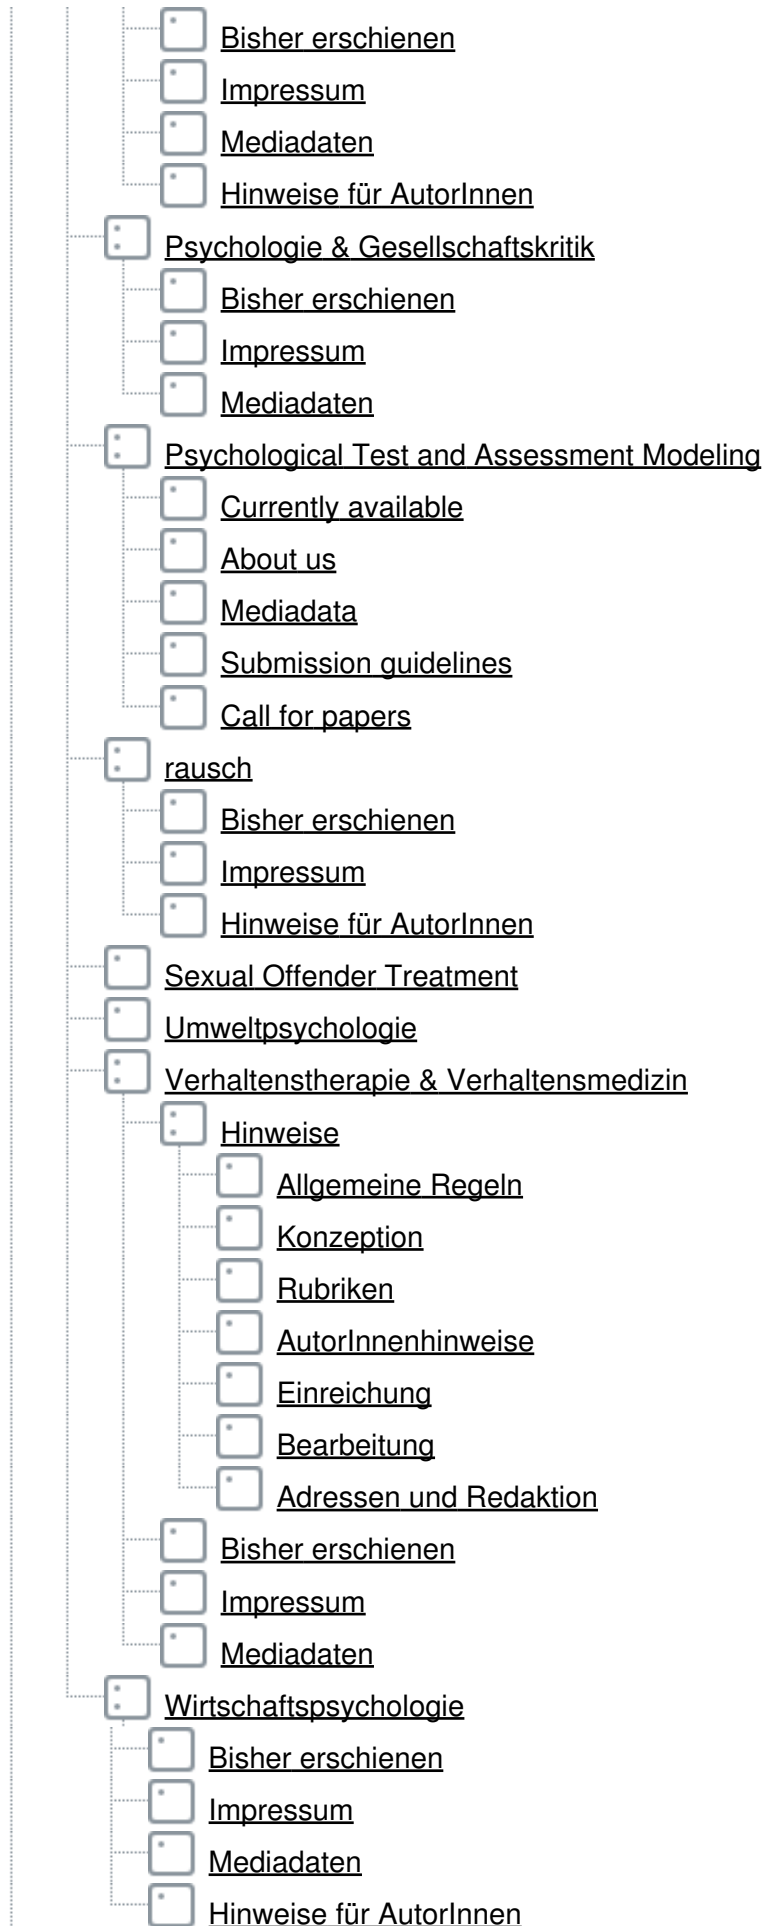 Bisher erschienen
Impressum
Mediadaten
Hinweise für AutorInnen
Psychologie & Gesellschaftskritik
Bisher erschienen
Impressum
Mediadaten
Psychological Test and Assessment Modeling
Currently available
About us
Mediadata
Submission guidelines
Call for papers
rausch
Bisher erschienen
Impressum
Hinweise für AutorInnen
Sexual Offender Treatment
Umweltpsychologie
Verhaltenstherapie & Verhaltensmedizin
Hinweise
Allgemeine Regeln
Konzeption
Rubriken
AutorInnenhinweise
Einreichung
Bearbeitung
Adressen und Redaktion
Bisher erschienen
Impressum
Mediadaten
Wirtschaftspsychologie
Bisher erschienen
Impressum
Mediadaten
Hinweise für AutorInnen